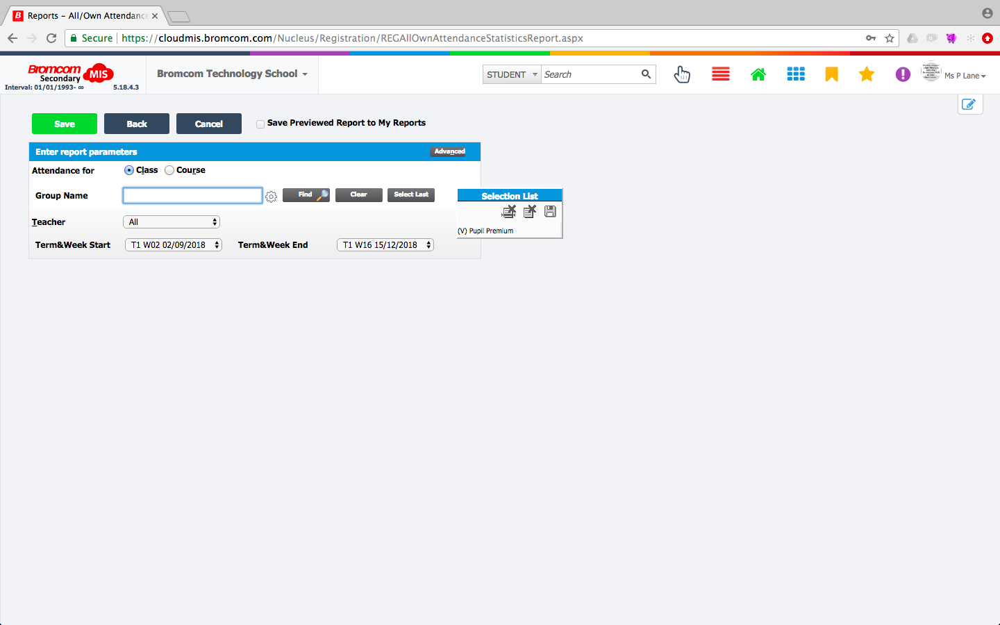 Reports - All/Own Attendance
Secure https://cloudmis.bromcom.com/Nucleus/Registration/REGAllOwnAttendanceStatisticsReport.aspx
Bromcom MIS
Secondary
Interval: 01/01/1993- ∞ 5.18.4.3
Bromcom Technology School
STUDENT Search
Ms P Lane
Save Back Cancel Save Previewed Report to My Reports
Enter report parameters Advanced
Attendance for Class Course
Group Name Find Clear Select Last
Selection List
(V) Pupil Premium
Teacher All
Term&Week Start T1 W02 02/09/2018 Term&Week End T1 W16 15/12/2018